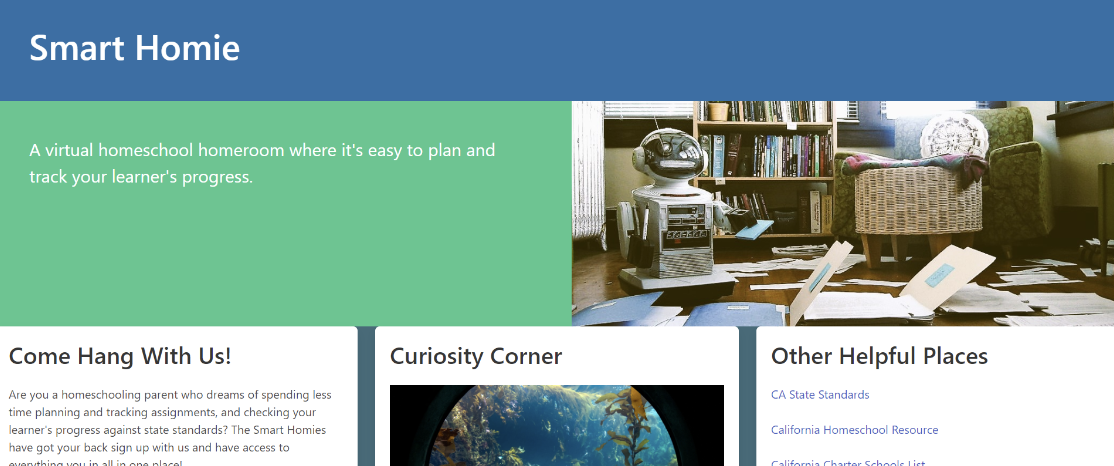 Smart Homie
A virtual homeschool homeroom where it's easy to plan and
track your learner's progress.
Come Hang With Us!
Are you a homeschooling parent who dreams of spending less
time planning and tracking assignments, and checking your
learner's progress against state standards? The Smart Homies
have got your back sign up with us and have access to
everything you in all in one place!
Curiosity Corner
Other Helpful Places
CA State Standards
California Homeschool Resource
California Charter Schools List